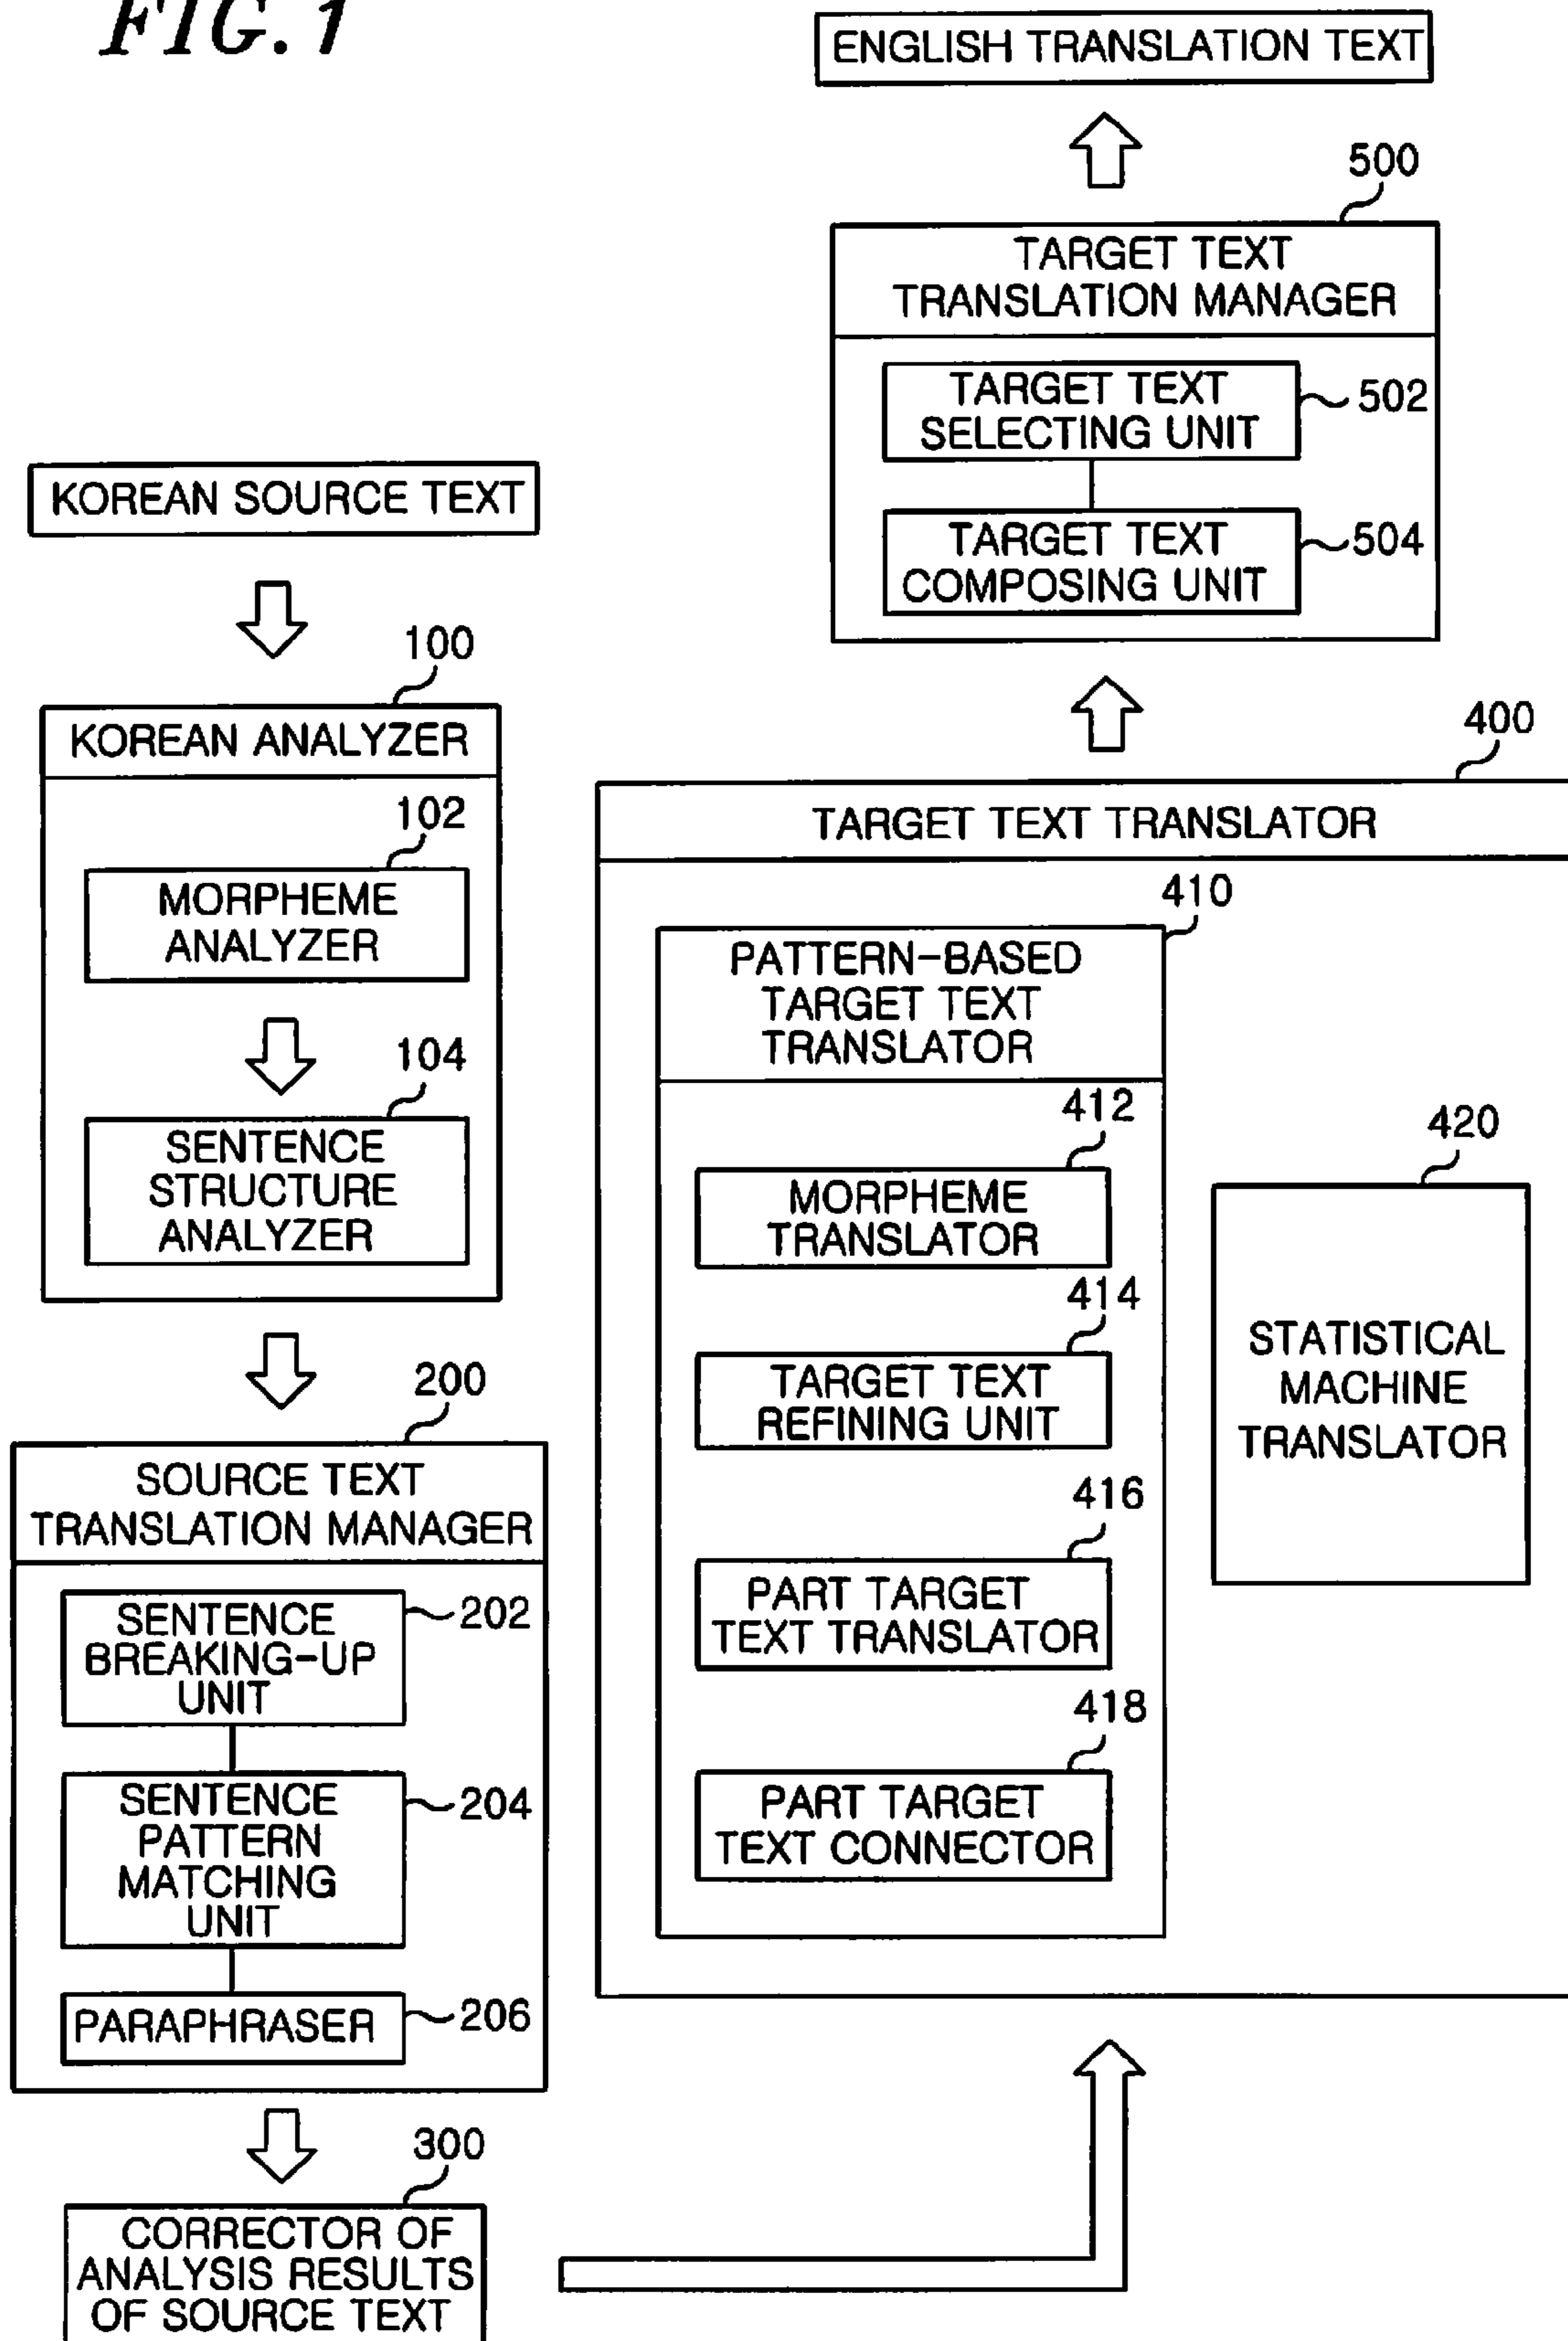 FIG. 1
KOREAN SOURCE TEXT
100
KOREAN ANALYZER
102
MORPHEME
ANALYZER
104
SENTENCE
STRUCTURE
ANALYZER
200
SOURCE TEXT
TRANSLATION MANAGER
SENTENCE
BREAKING-UP
UNIT
202
SENTENCE
PATTERN
MATCHING
UNIT
204
PARAPHRASER
206
300
CORRECTOR OF
ANALYSIS RESULTS
OF SOURCE TEXT
ENGLISH TRANSLATION TEXT
500
TARGET TEXT
TRANSLATION MANAGER
TARGET TEXT
SELECTING UNIT
502
TARGET TEXT
COMPOSING UNIT
504
400
TARGET TEXT TRANSLATOR
410
PATTERN-BASED
TARGET TEXT
TRANSLATOR
412
MORPHEME
TRANSLATOR
414
TARGET TEXT
REFINING UNIT
416
PART TARGET
TEXT TRANSLATOR
418
PART TARGET
TEXT CONNECTOR
420
STATISTICAL
MACHINE
TRANSLATOR